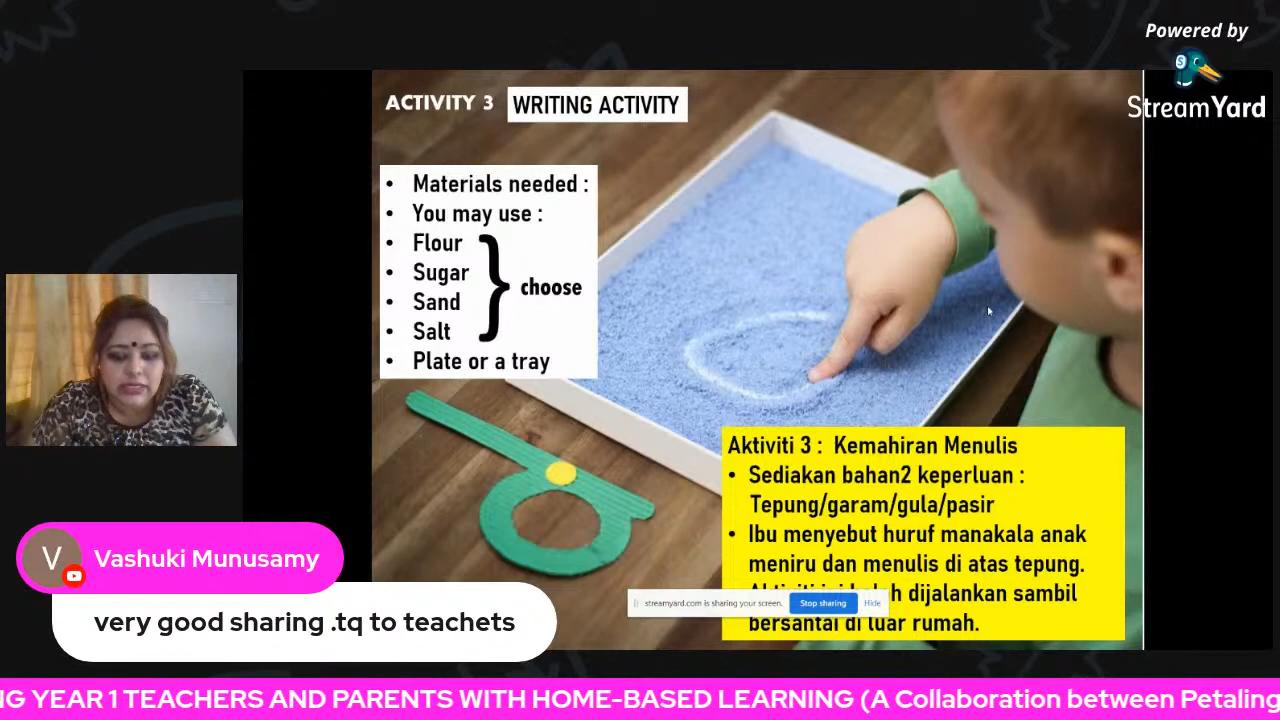 Powered by
StreamYard
ACTIVITY 3 WRITING ACTIVITY
• Materials needed :
• You may use :
• Flour
• Sugar
• Sand
• Salt
} choose
• Plate or a tray
Aktiviti 3 : Kemahiran Menulis
• Sediakan bahan2 keperluan :
Tepung/garam/gula/pasir
• Ibu menyebut huruf manakala anak
meniru dan menulis di atas tepung.
dijalankan sambil
bersantai di luar rumah.
streamyard.com is sharing your screen. Stop sharing Hide
V Vashuki Munusamy
very good sharing .tq to teachets
NG YEAR 1 TEACHERS AND PARENTS WITH HOME-BASED LEARNING (A Collaboration between Petaling